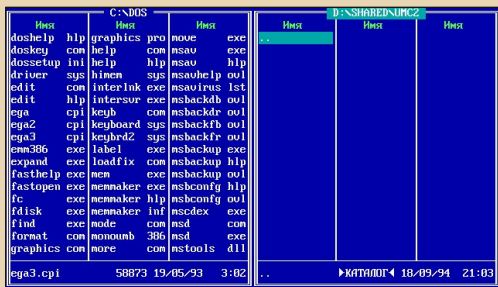 C:\DOS D:\SHARED\UMC2
Имя Имя Имя Имя Имя Имя
doshelp hlp graphics pro move exe ..
doskey com help com msav exe
dossetup ini help hlp msav hlp
driver sys himem sys msavhelp ovl
edit com interlnk exe msavirus lst
edit hlp intersvr exe msbackdb ovl
ega cpi keyb com msbackdr ovl
ega2 cpi keyboard sys msbackfb ovl
ega3 cpi keybrd2 sys msbackfr ovl
emm386 exe label exe msbackup exe
expand exe loadfix com msbackup hlp
fasthelp exe mem exe msbackup ovl
fastopen exe memmaker exe msbconfg hlp
fc exe memmaker hlp msbconfg ovl
fdisk exe memmaker inf mscdex exe
find exe mode com msd com
format com monoumb 386 msd exe
graphics com more com mstools dll
ega3.cpi 58873 19/05/93 3:02 .. ►КАТАЛОГ◄ 18/09/94 21:03